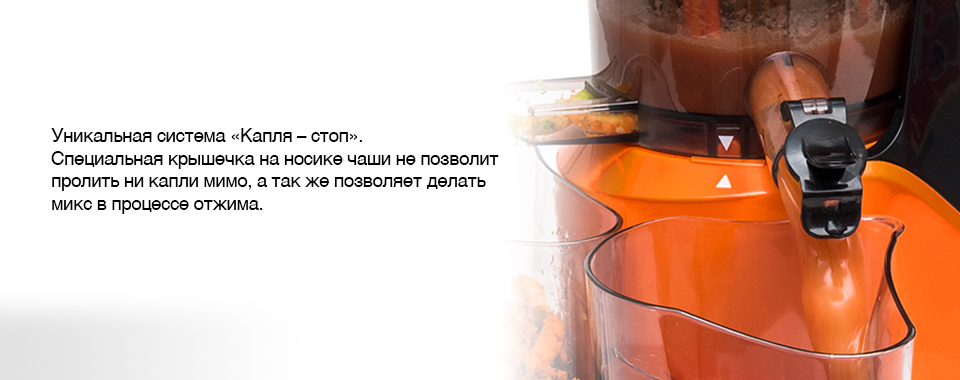 Уникальная система «Капля – стоп».
Специальная крышечка на носике чаши не позволит
пролить ни капли мимо, а так же позволяет делать
микс в процессе отжима.